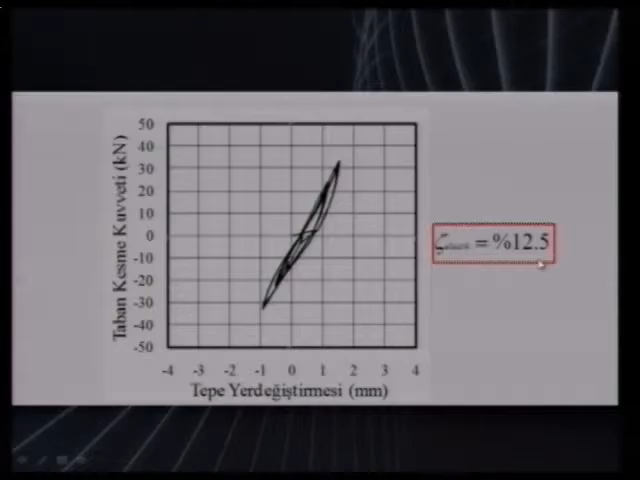 50
40
30
20
10
0
-10
-20
-30
-40
-50
Taban Kesme Kuvveti (kN)
-4 -3 -2 -1 0 1 2 3 4
Tepe Yerdeğiştirmesi (mm)
ζ = %12.5